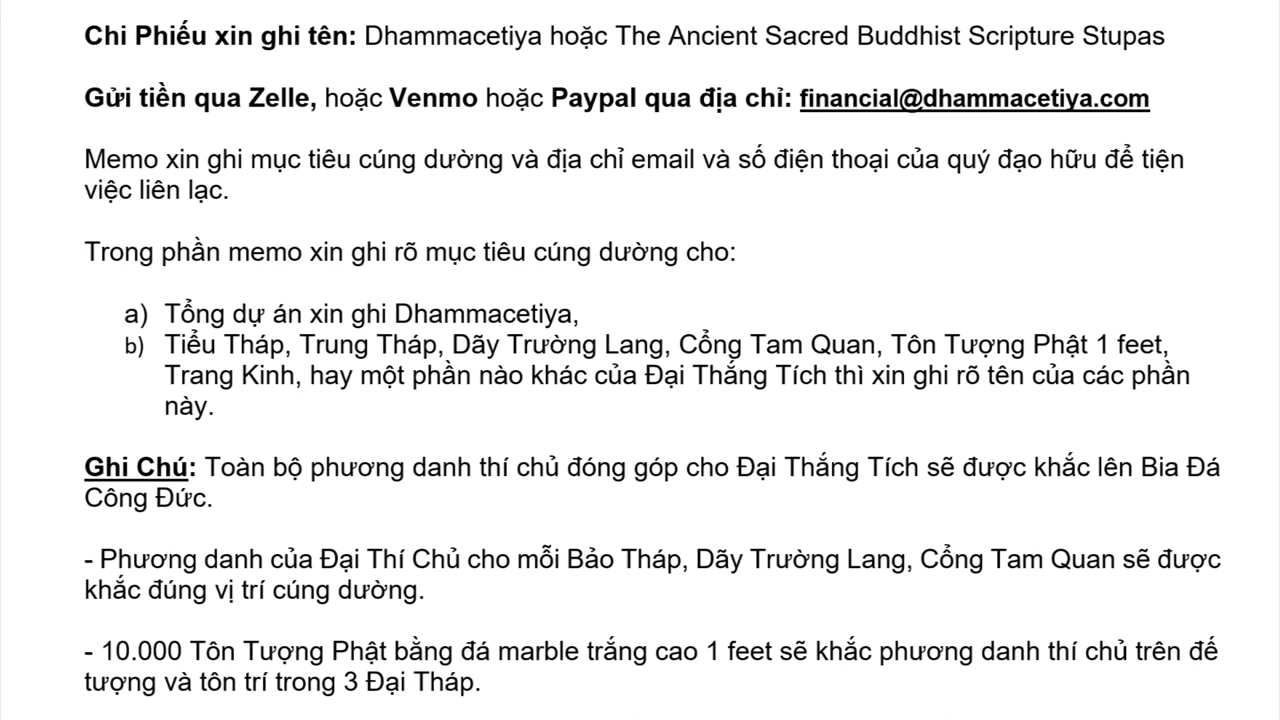 Chi Phiếu xin ghi tên: Dhammacetiya hoặc The Ancient Sacred Buddhist Scripture Stupas
Gửi tiền qua Zelle, hoặc Venmo hoặc Paypal qua địa chỉ: financial@dhammacetiya.com
Memo xin ghi mục tiêu cúng dường và địa chỉ email và số điện thoại của quý đạo hữu để tiện
việc liên lạc.
Trong phần memo xin ghi rõ mục tiêu cúng dường cho:
a) Tổng dự án xin ghi Dhammacetiya,
b) Tiểu Tháp, Trung Tháp, Dãy Trường Lang, Cổng Tam Quan, Tôn Tượng Phật 1 feet,
Trang Kinh, hay một phần nào khác của Đại Thắng Tích thì xin ghi rõ tên của các phần
này.
Ghi Chú: Toàn bộ phương danh thí chủ đóng góp cho Đại Thắng Tích sẽ được khắc lên Bia Đá
Công Đức.
- Phương danh của Đại Thí Chủ cho mỗi Bảo Tháp, Dãy Trường Lang, Cổng Tam Quan sẽ được
khắc đúng vị trí cúng dường.
- 10.000 Tôn Tượng Phật bằng đá marble trắng cao 1 feet sẽ khắc phương danh thí chủ trên đế
tượng và tôn trí trong 3 Đại Tháp.